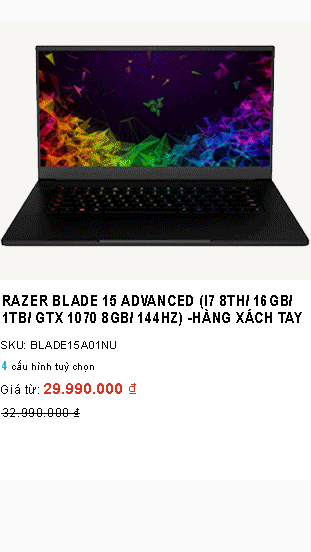 RAZER BLADE 15 ADVANCED (I7 8TH/ 16GB/
1TB/ GTX 1070 8GB/ 144HZ) -HÀNG XÁCH TAY
SKU: BLADE15A01NU
4 cấu hình tuỳ chọn
Giá từ: 29.990.000 ₫
32.990.000 ₫